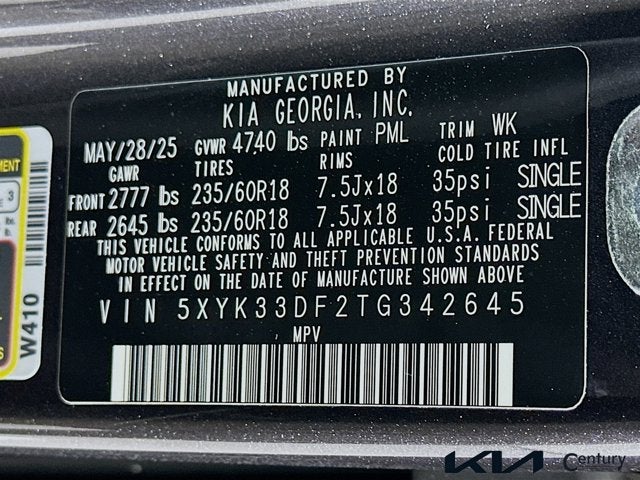 MANUFACTURED BY
KIA GEORGIA, INC.
MAY/28/25 GVWR 4740 lbs PAINT PML TRIM WK
GAWR TIRES RIMS COLD TIRE INFL
FRONT 2777 lbs 235/60R18 7.5Jx18 35psi SINGLE
REAR 2645 lbs 235/60R18 7.5Jx18 35psi SINGLE
THIS VEHICLE CONFORMS TO ALL APPLICABLE U.S.A. FEDERAL
MOTOR VEHICLE SAFETY AND THEFT PREVENTION STANDARDS
IN EFFECT ON THE DATE OF MANUFACTURE SHOWN ABOVE
VIN 5XYK33DF2TG342645
MPV
W410
KIA Century